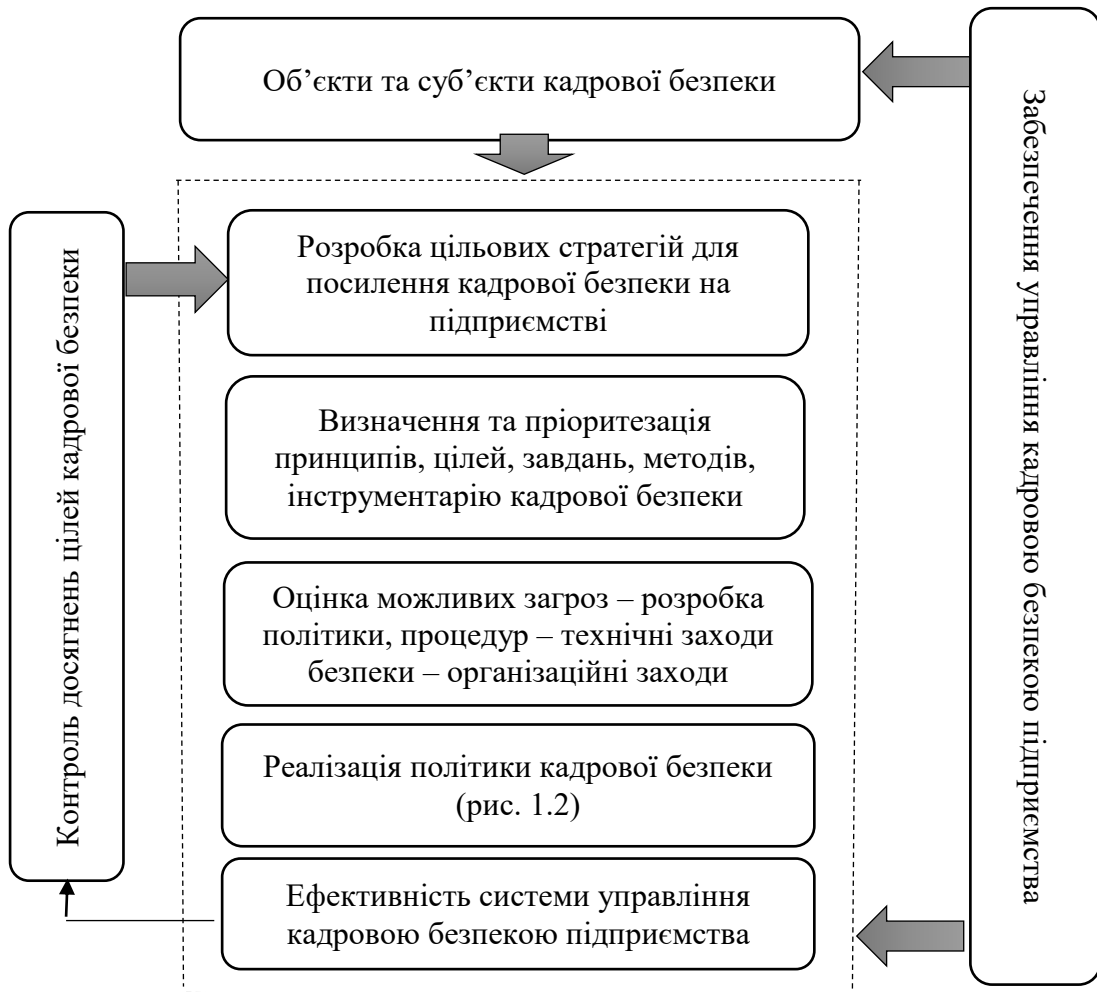 Об’єкти та суб’єкти кадрової безпеки
Розробка цільових стратегій для
посилення кадрової безпеки на
підприємстві
Визначення та пріоритезація
принципів, цілей, завдань, методів,
інструментарію кадрової безпеки
Оцінка можливих загроз – розробка
політики, процедур – технічні заходи
безпеки – організаційні заходи
Реалізація політики кадрової безпеки
(рис. 1.2)
Ефективність системи управління
кадровою безпекою підприємства
Контроль досягнень цілей кадрової безпеки
Забезпечення управління кадровою безпекою підприємства